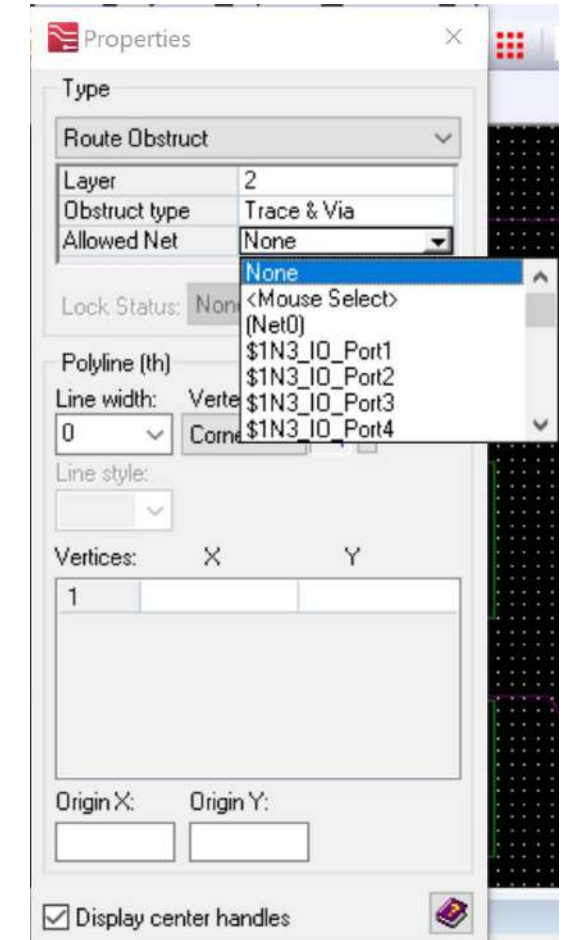 Properties
Type
Route Obstruct
Layer 2
Obstruct type Trace & Via
Allowed Net None
None
<Mouse Select>
(Net0)
$1N3_IO_Port1
$1N3_IO_Port2
$1N3_IO_Port3
$1N3_IO_Port4
Lock Status:
Polyline (th)
Line width:
0
Line style:
Vertices: X Y
1
Origin X: Origin Y:
Display center handles